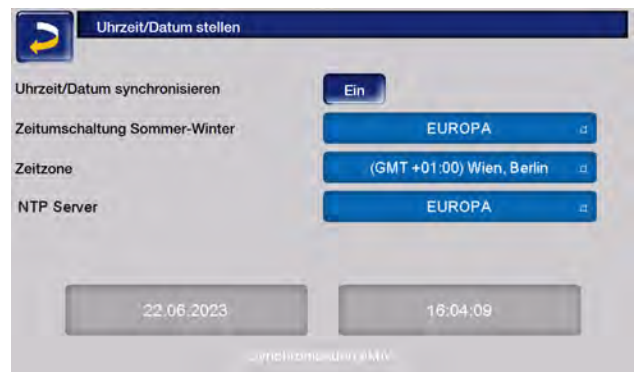 Uhrzeit/Datum stellen
Uhrzeit/Datum synchronisieren Ein
Zeitumschaltung Sommer-Winter EUROPA
Zeitzone (GMT +01:00) Wien, Berlin
NTP Server EUROPA
22.06.2023 16:04:09